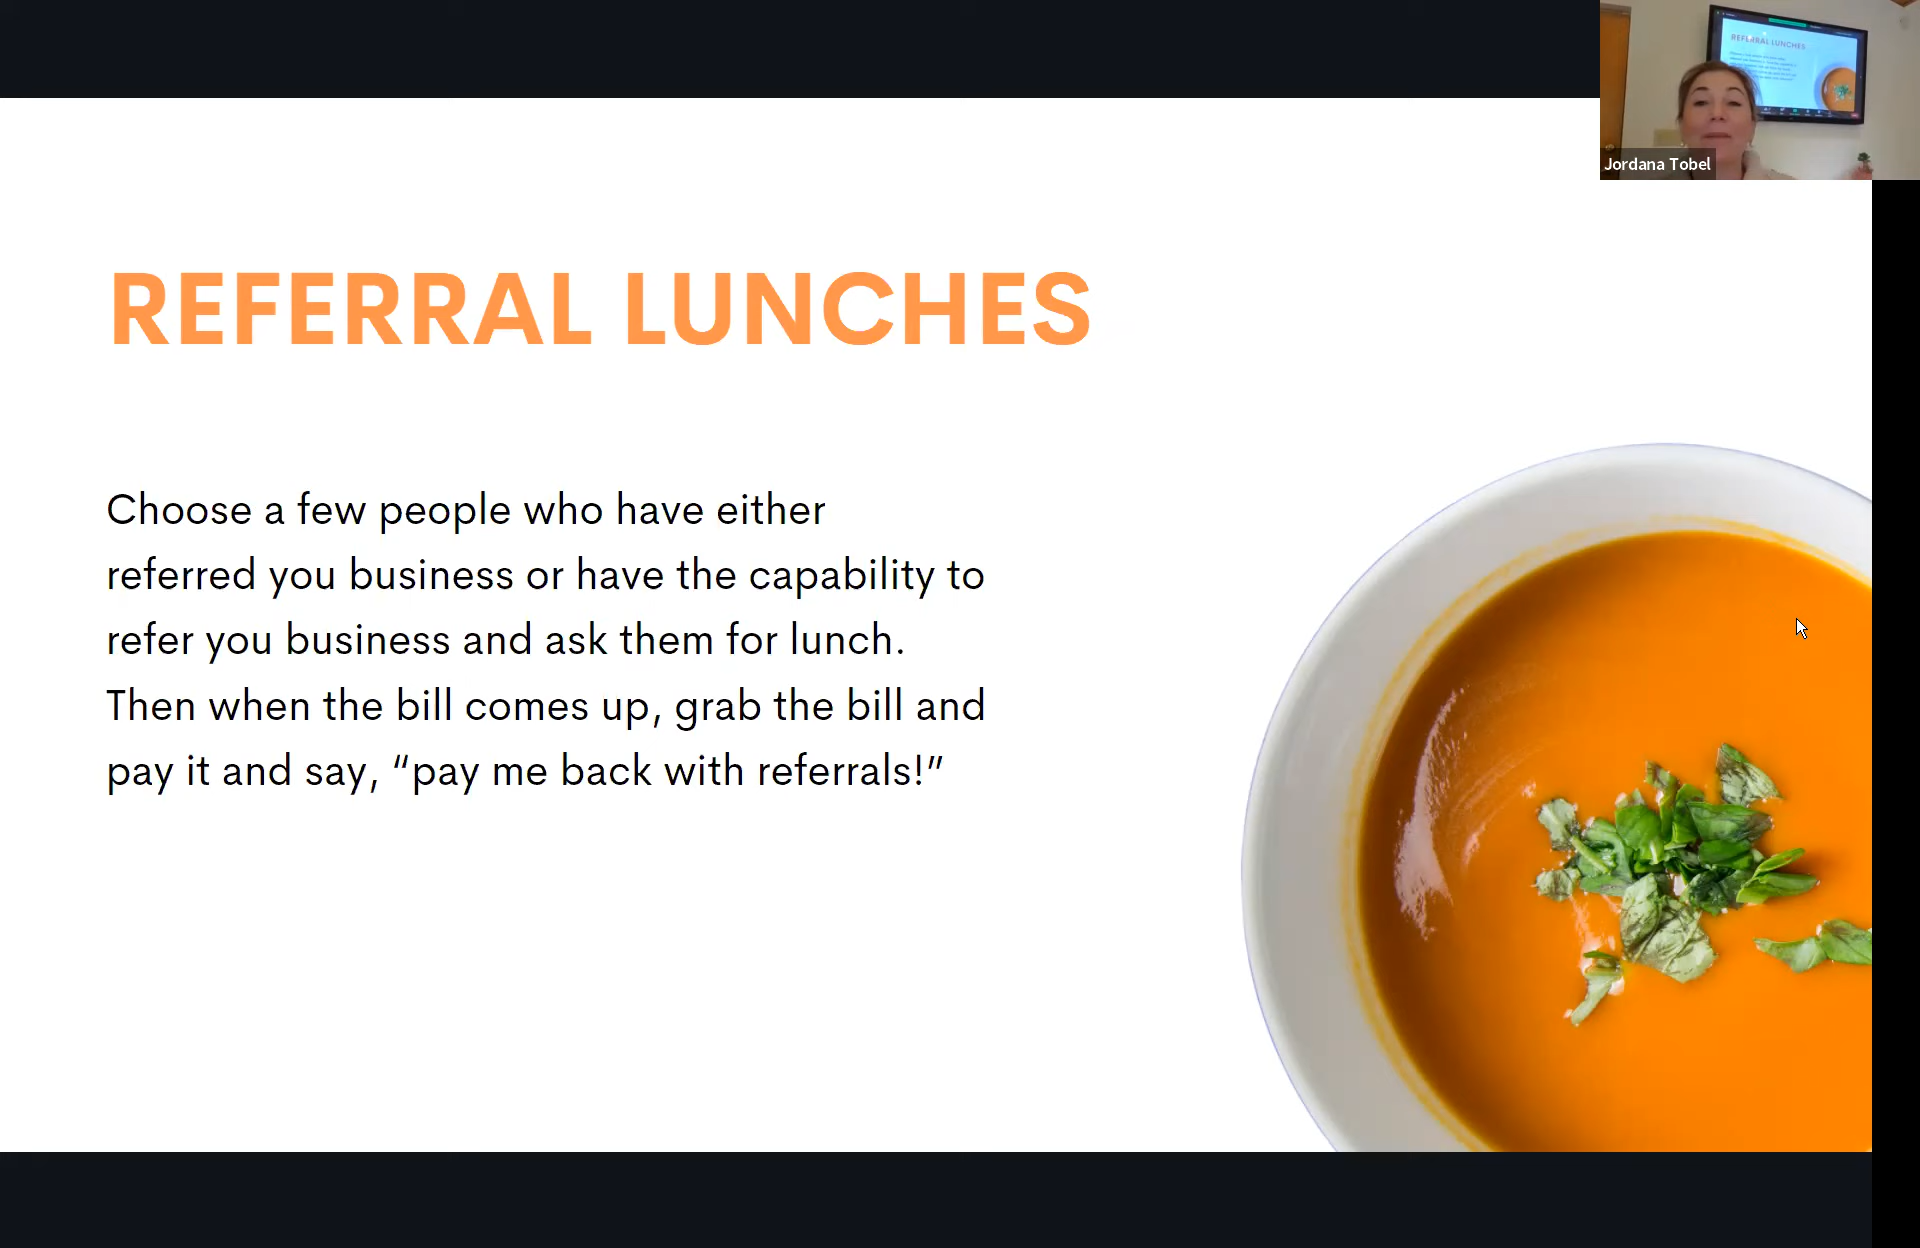 REFERRAL LUNCHES
Choose a few people who have either
referred you business or have the capability to
refer you business and ask them for lunch.
Then when the bill comes up, grab the bill and
pay it and say, “pay me back with referrals!”
REFERRAL LUNCHES
Jordana Tobel